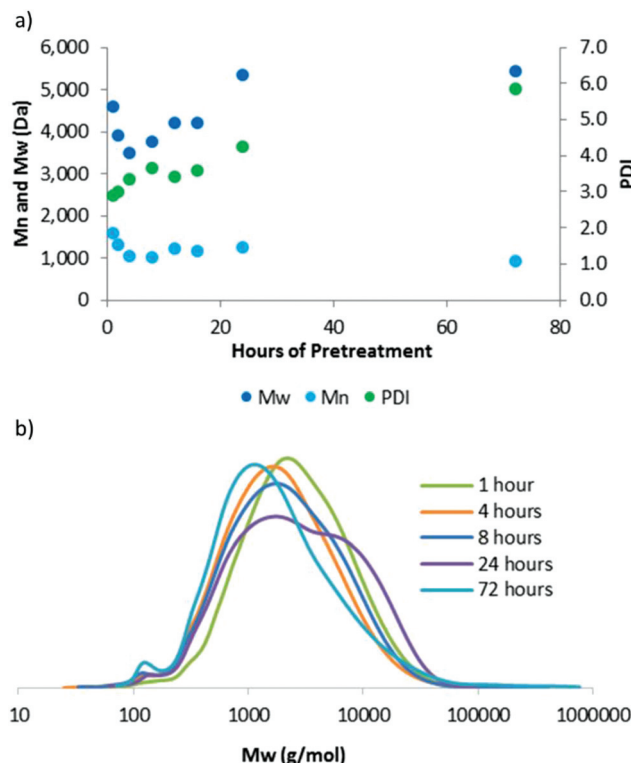 a)
6,000
5,000
4,000
3,000
2,000
1,000
0
Mn and Mw (Da)
7.0
6.0
5.0
4.0
3.0
2.0
1.0
0.0
PDI
0 20 40 60 80
Hours of Pretreatment
Mw Mn PDI
b)
1 hour
4 hours
8 hours
24 hours
72 hours
10 100 1000 10000 100000 1000000
Mw (g/mol)